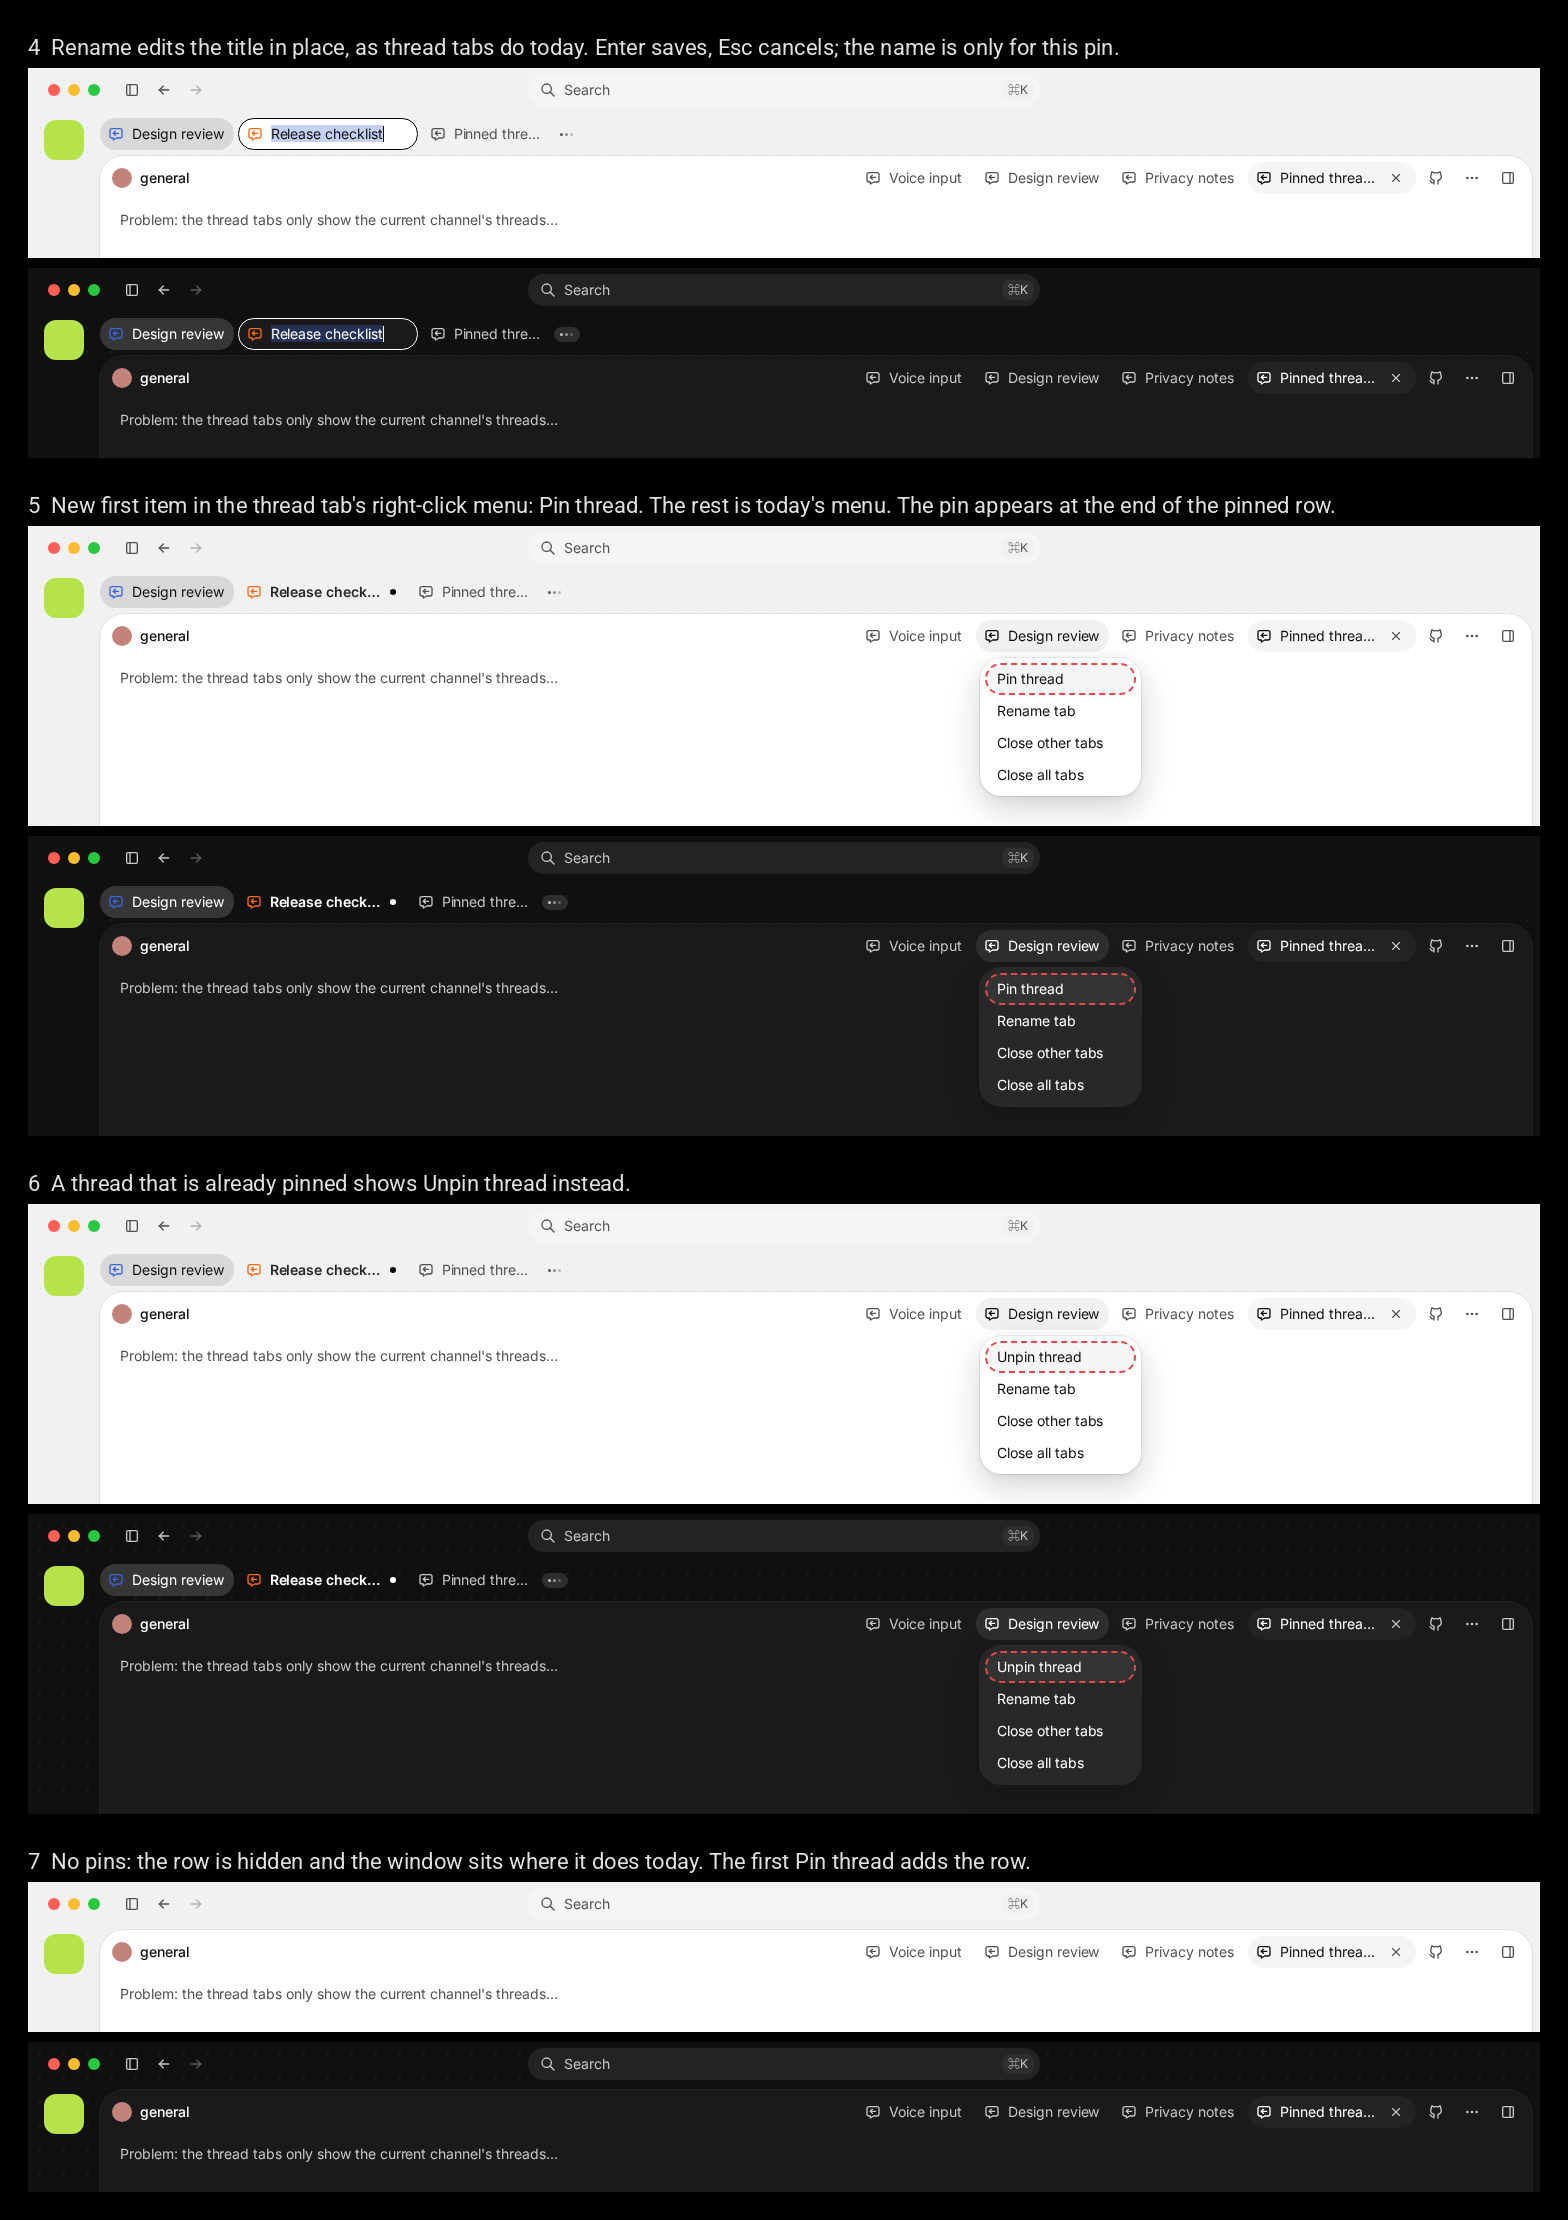 4 Rename edits the title in place, as thread tabs do today. Enter saves, Esc cancels; the name is only for this pin.
Search ⌘K
Design review Release checklist Pinned thre...
general Voice input Design review Privacy notes Pinned threa...
Problem: the thread tabs only show the current channel's threads...
Search ⌘K
Design review Release checklist Pinned thre...
general Voice input Design review Privacy notes Pinned threa...
Problem: the thread tabs only show the current channel's threads...
5 New first item in the thread tab's right-click menu: Pin thread. The rest is today's menu. The pin appears at the end of the pinned row.
Search ⌘K
Design review Release check... Pinned thre...
general Voice input Design review Privacy notes Pinned threa...
Problem: the thread tabs only show the current channel's threads...
Pin thread
Rename tab
Close other tabs
Close all tabs
Search ⌘K
Design review Release check... Pinned thre...
general Voice input Design review Privacy notes Pinned threa...
Problem: the thread tabs only show the current channel's threads...
Pin thread
Rename tab
Close other tabs
Close all tabs
6 A thread that is already pinned shows Unpin thread instead.
Search ⌘K
Design review Release check... Pinned thre...
general Voice input Design review Privacy notes Pinned threa...
Problem: the thread tabs only show the current channel's threads...
Unpin thread
Rename tab
Close other tabs
Close all tabs
Search ⌘K
Design review Release check... Pinned thre...
general Voice input Design review Privacy notes Pinned threa...
Problem: the thread tabs only show the current channel's threads...
Unpin thread
Rename tab
Close other tabs
Close all tabs
7 No pins: the row is hidden and the window sits where it does today. The first Pin thread adds the row.
Search ⌘K
general Voice input Design review Privacy notes Pinned threa...
Problem: the thread tabs only show the current channel's threads...
Search ⌘K
general Voice input Design review Privacy notes Pinned threa...
Problem: the thread tabs only show the current channel's threads...